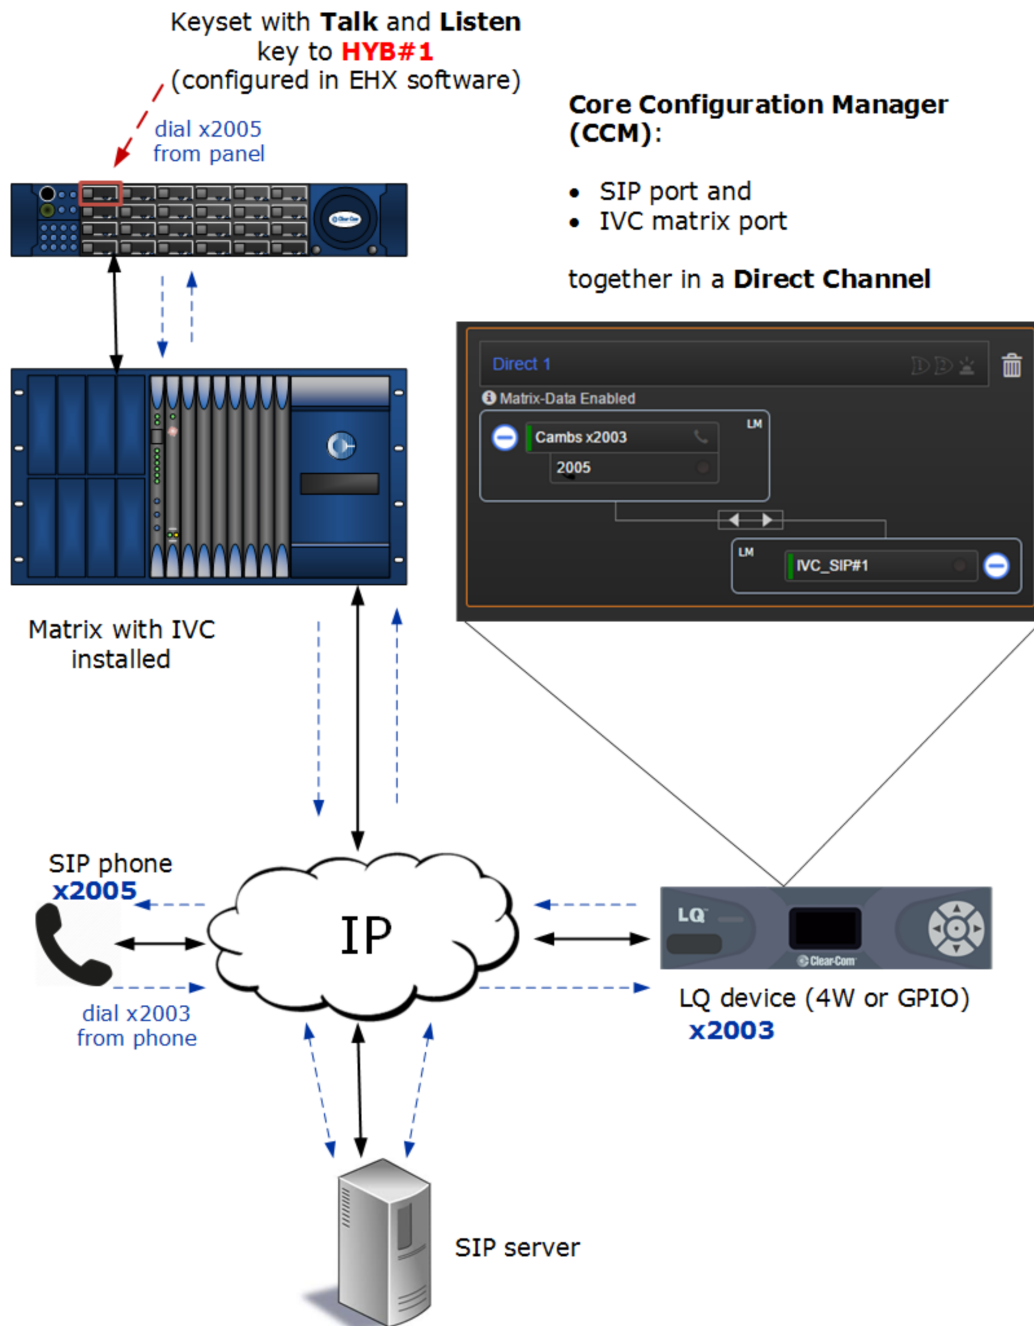 Keyset with Talk and Listen
key to HYB#1
(configured in EHX software)
dial x2005
from panel
Clear-Com
Core Configuration Manager
(CCM):
• SIP port and
• IVC matrix port
together in a Direct Channel
Direct 1
Matrix-Data Enabled
LM
Cambs x2003
2005
LM
IVC_SIP#1
Matrix with IVC
installed
SIP phone
x2005
IP
LQ™
Clear-Com
dial x2003
from phone
LQ device (4W or GPIO)
x2003
SIP server